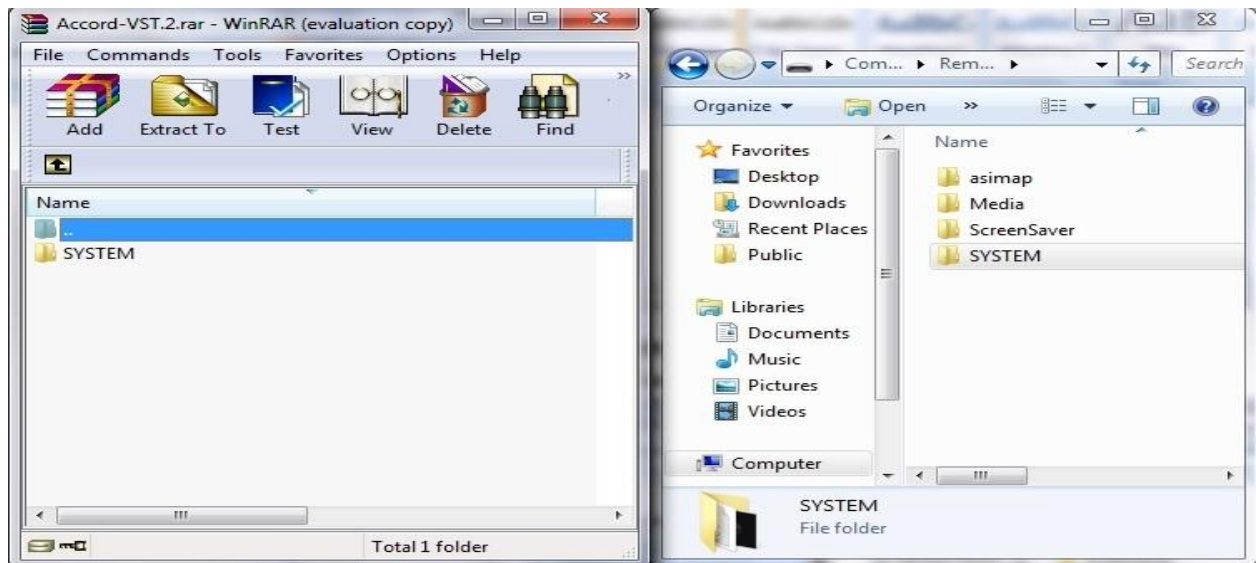 Accord-VST.2.rar - WinRAR (evaluation copy)
File Commands Tools Favorites Options Help
Add Extract To Test View Delete Find
»
Name
..
SYSTEM
Total 1 folder
Com... Rem... Search
Organize Open »
Favorites
Desktop
Downloads
Recent Places
Public
Libraries
Documents
Music
Pictures
Videos
Computer
Name
asimap
Media
ScreenSaver
SYSTEM
SYSTEM
File folder